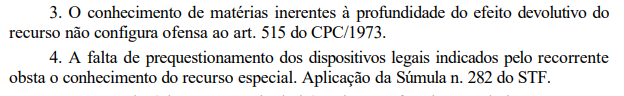 3. O conhecimento de matérias inerentes à profundidade do efeito devolutivo do
recurso não configura ofensa ao art. 515 do CPC/1973.
4. A falta de prequestionamento dos dispositivos legais indicados pelo recorrente
obsta o conhecimento do recurso especial. Aplicação da Súmula n. 282 do STF.